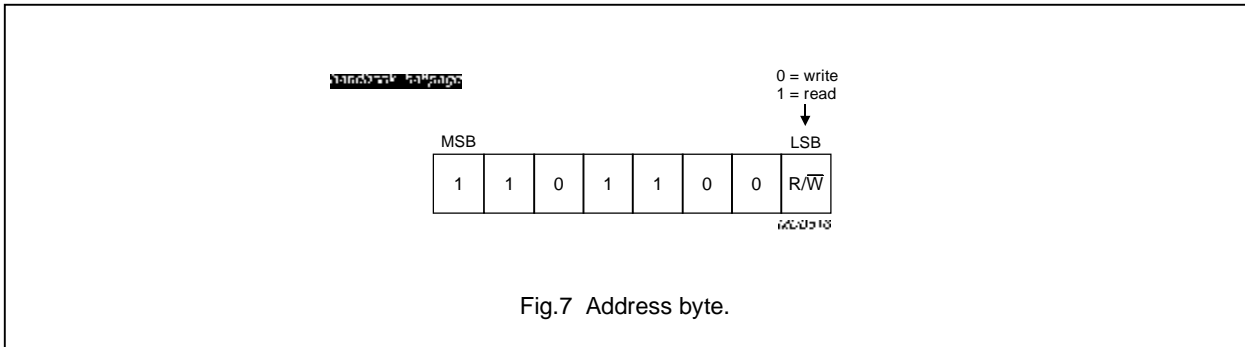 0 = write
1 = read
MSB LSB
1 1 0 1 1 0 0 R/W̅
Fig.7 Address byte.